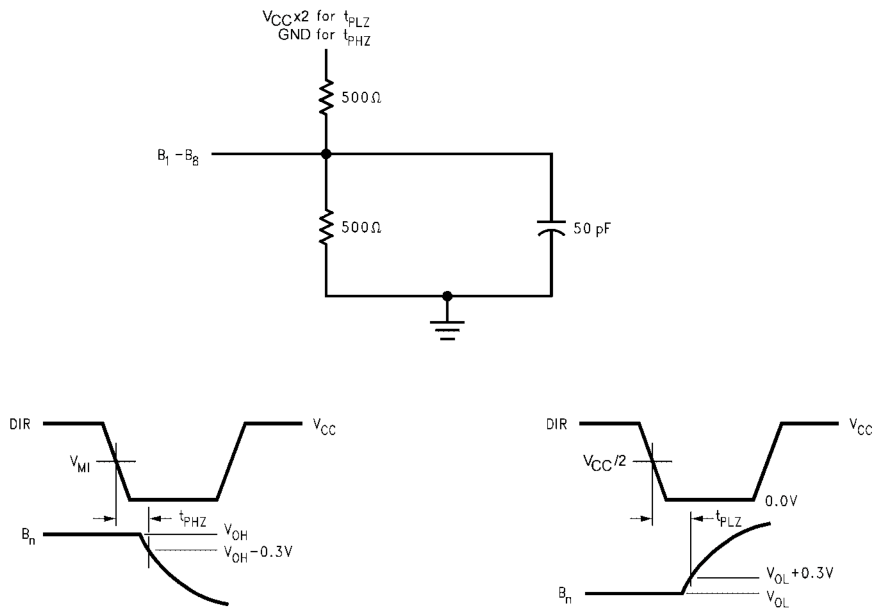 V_CC x2 for t_PLZ
GND for t_PHZ
500Ω
B_1 – B_8
500Ω
50 pF
DIR
V_CC
V_MI
t_PHZ
B_n
V_OH
V_OH – 0.3V
DIR
V_CC
V_CC/2
0.0V
t_PLZ
V_OL + 0.3V
B_n
V_OL